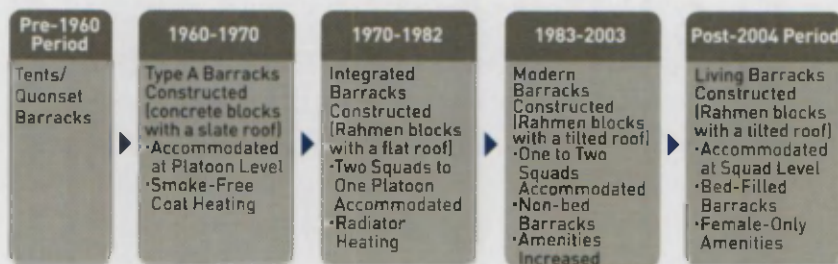 Pre-1960
Period
Tents/
Quonset
Barracks
1960-1970
Type A Barracks
Constructed
(concrete blocks
with a slate roof)
·Accommodated
at Platoon Level
·Smoke-Free
Coat Heating
1970-1982
Integrated
Barracks
Constructed
(Rahmen blocks
with a flat roof)
·Two Squads to
One Platoon
Accommodated
·Radiator
Heating
1983-2003
Modern
Barracks
Constructed
(Rahmen blocks
with a tilted roof)
·One to Two
Squads
Accommodated
·Non-bed
Barracks
·Amenities
Increased
Post-2004 Period
Living Barracks
Constructed
(Rahmen blocks
with a tilted roof)
·Accommodated
at Squad Level
·Bed-Filled
Barracks
·Female-Only
Amenities